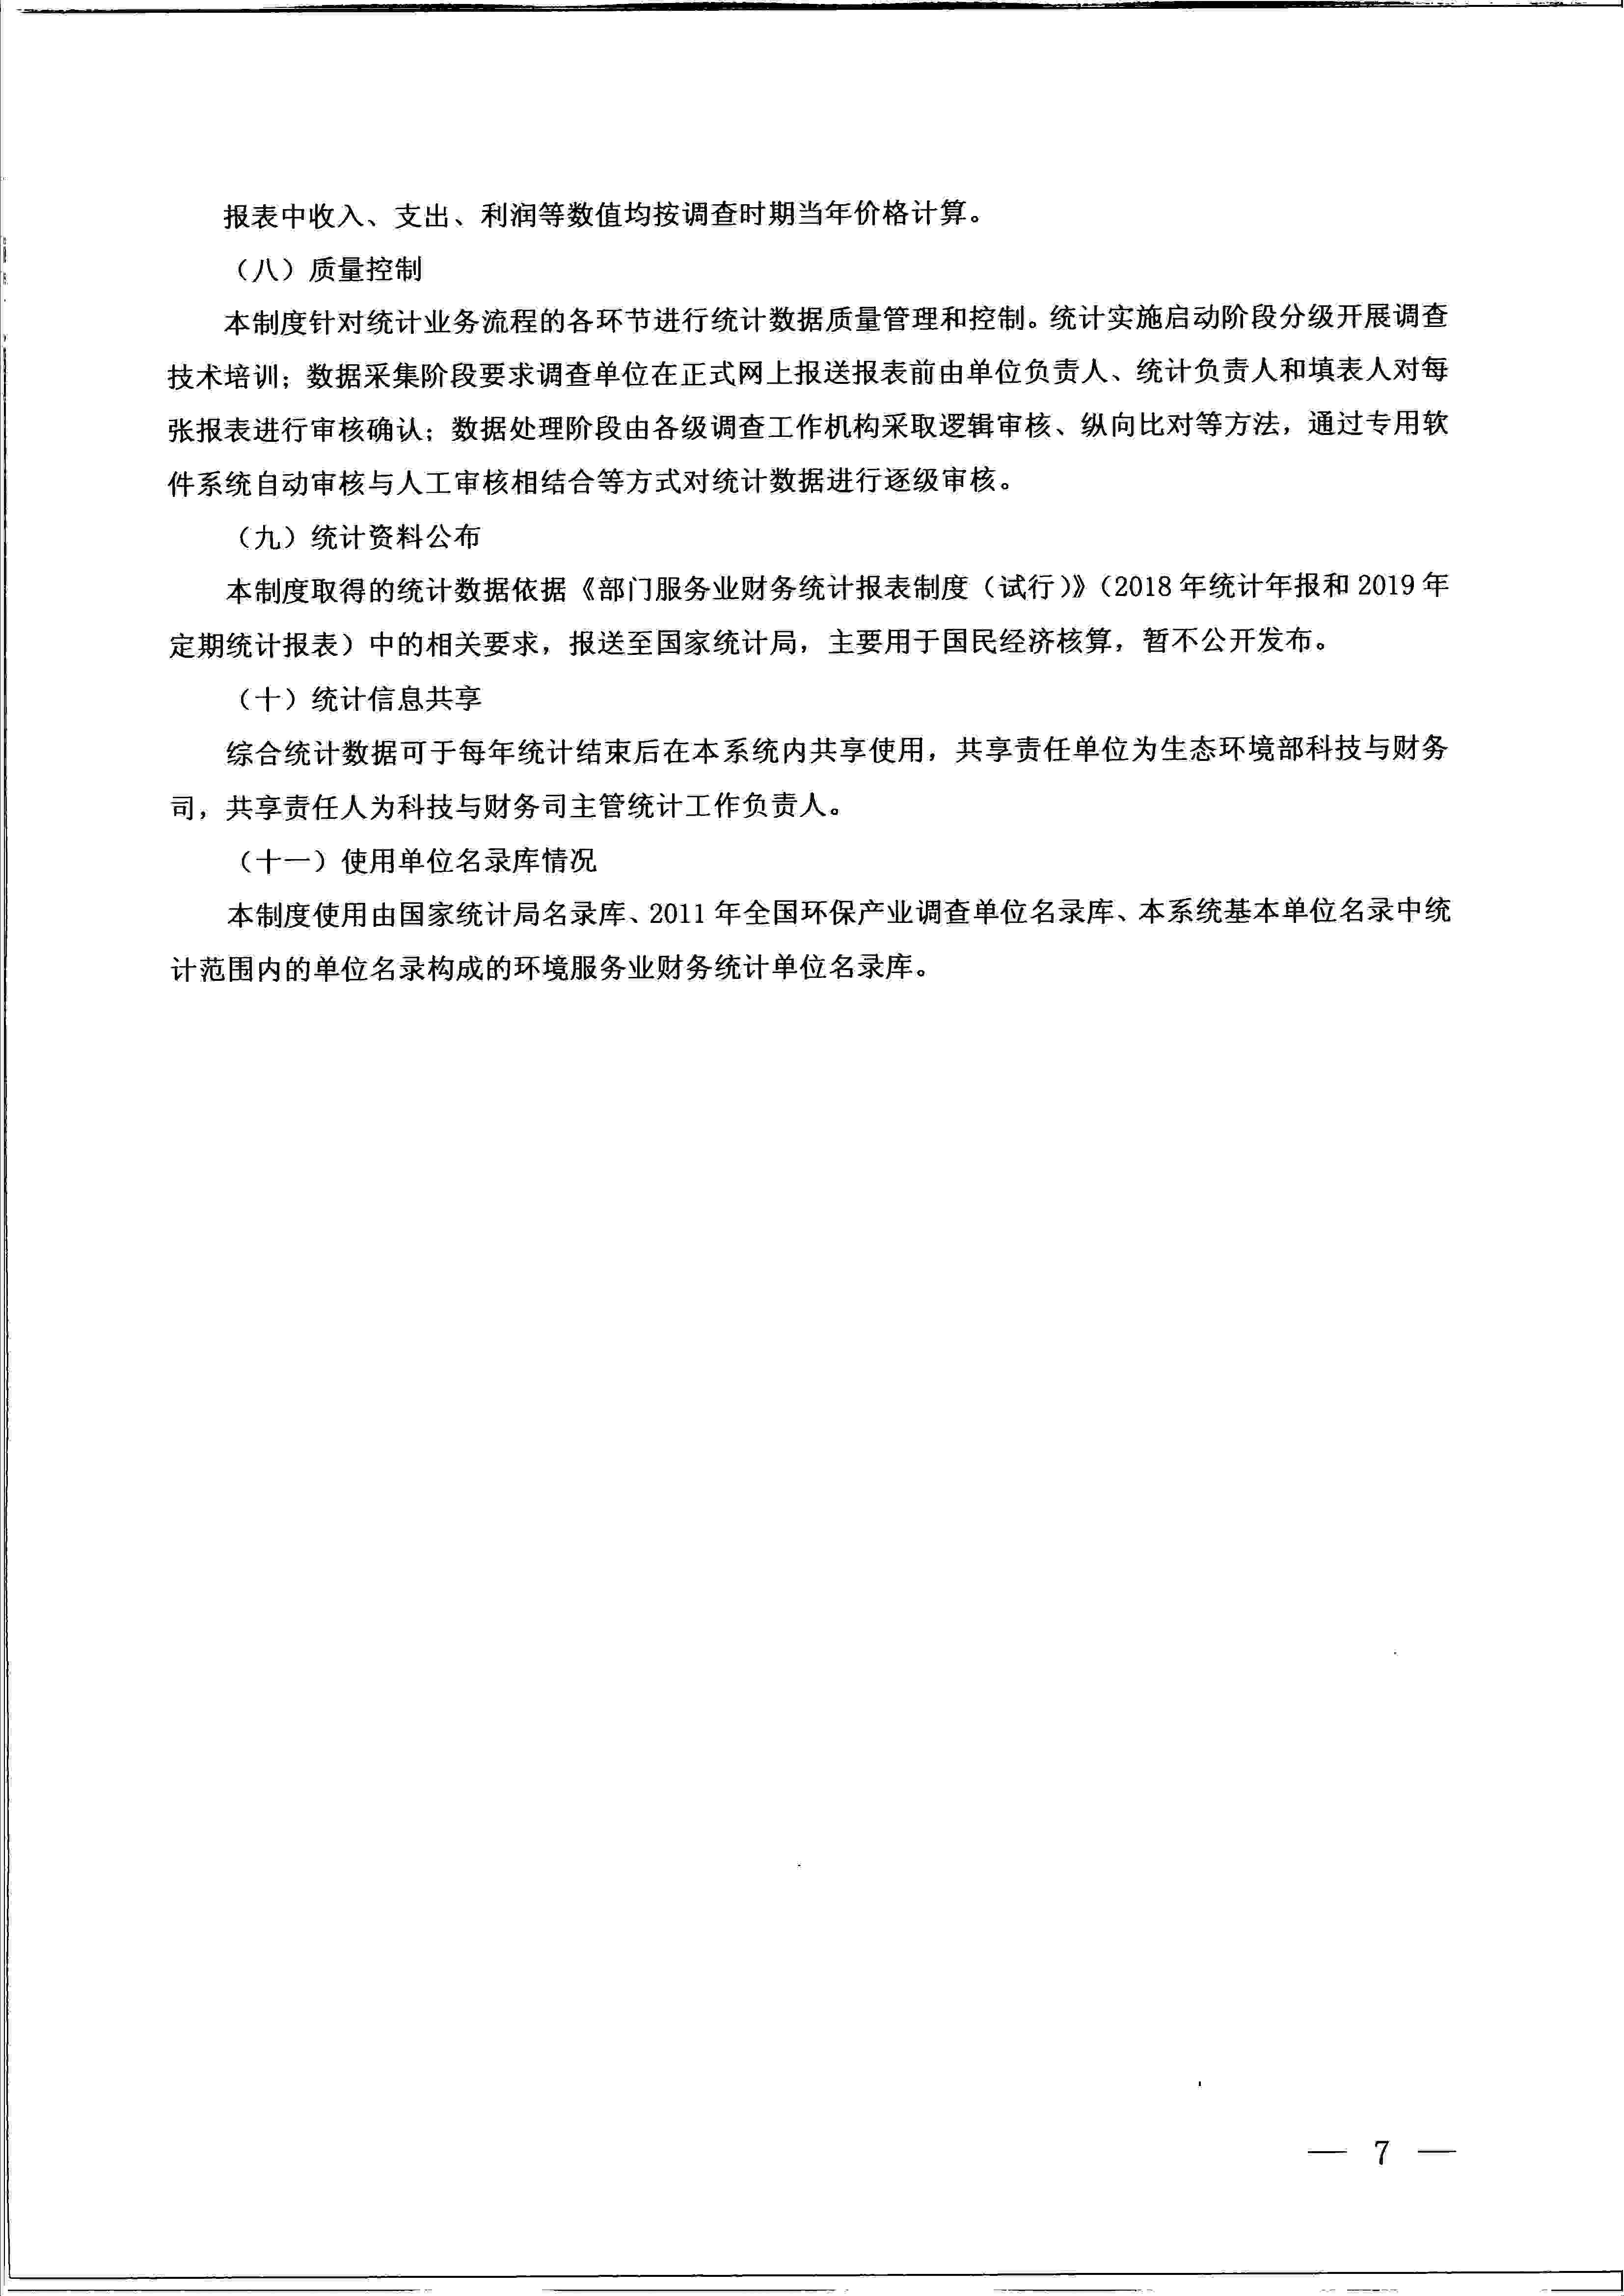 报表中收入、支出、利润等数值均按调查时期当年价格计算。
（八）质量控制
本制度针对统计业务流程的各环节进行统计数据质量管理和控制。统计实施启动阶段分级开展调查
技术培训；数据采集阶段要求调查单位在正式网上报送报表前由单位负责人、统计负责人和填表人对每
张报表进行审核确认；数据处理阶段由各级调查工作机构采取逻辑审核、纵向比对等方法，通过专用软
件系统自动审核与人工审核相结合等方式对统计数据进行逐级审核。
（九）统计资料公布
本制度取得的统计数据依据《部门服务业财务统计报表制度（试行）》（2018 年统计年报和 2019 年
定期统计报表）中的相关要求，报送至国家统计局，主要用于国民经济核算，暂不公开发布。
（十）统计信息共享
综合统计数据可于每年统计结束后在本系统内共享使用，共享责任单位为生态环境部科技与财务
司，共享责任人为科技与财务司主管统计工作负责人。
（十一）使用单位名录库情况
本制度使用由国家统计局名录库、2011 年全国环保产业调查单位名录库、本系统基本单位名录中统
计范围内的单位名录构成的环境服务业财务统计单位名录库。
— 7 —